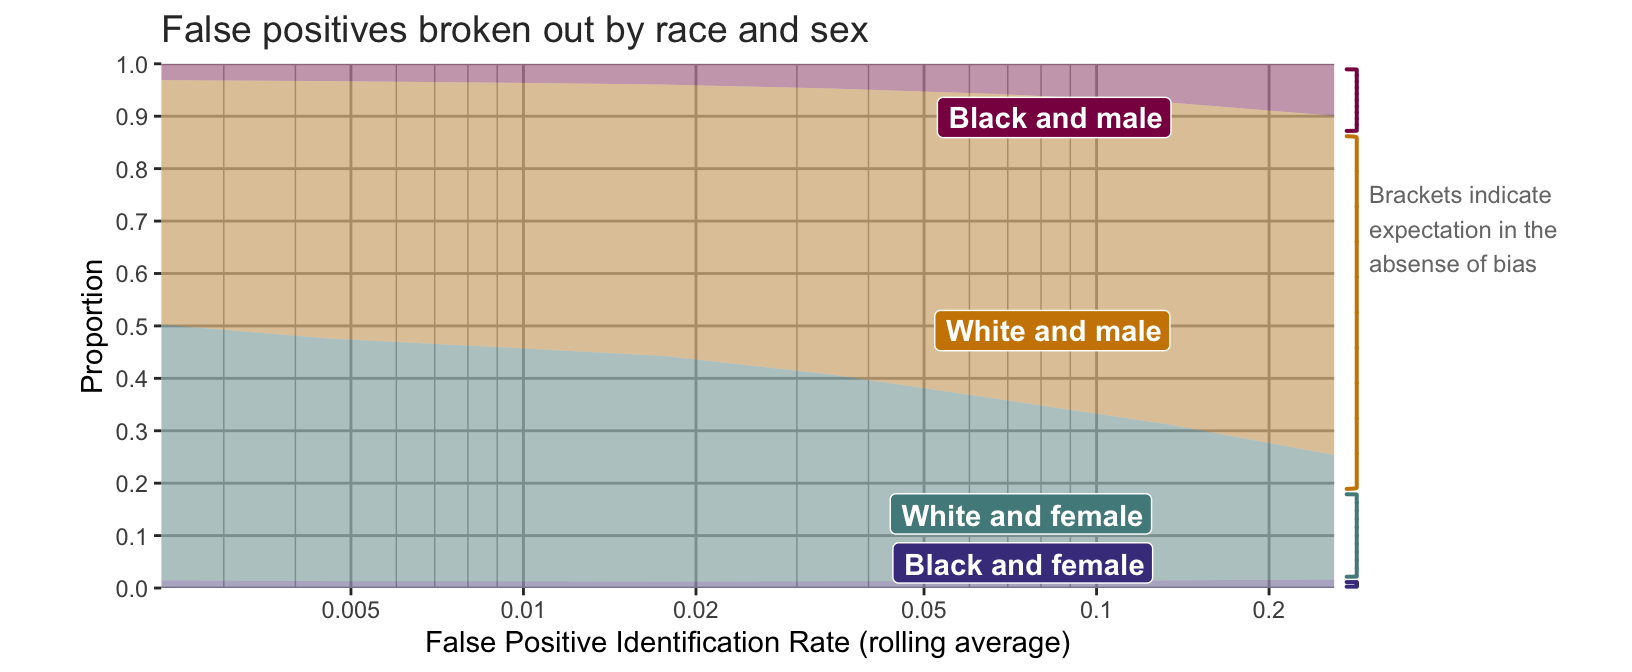 False positives broken out by race and sex
1.0
0.9
0.8
0.7
0.6
0.5
0.4
0.3
0.2
0.1
0.0
Proportion
Black and male
White and male
White and female
Black and female
Brackets indicate
expectation in the
absense of bias
0.005 0.01 0.02 0.05 0.1 0.2
False Positive Identification Rate (rolling average)